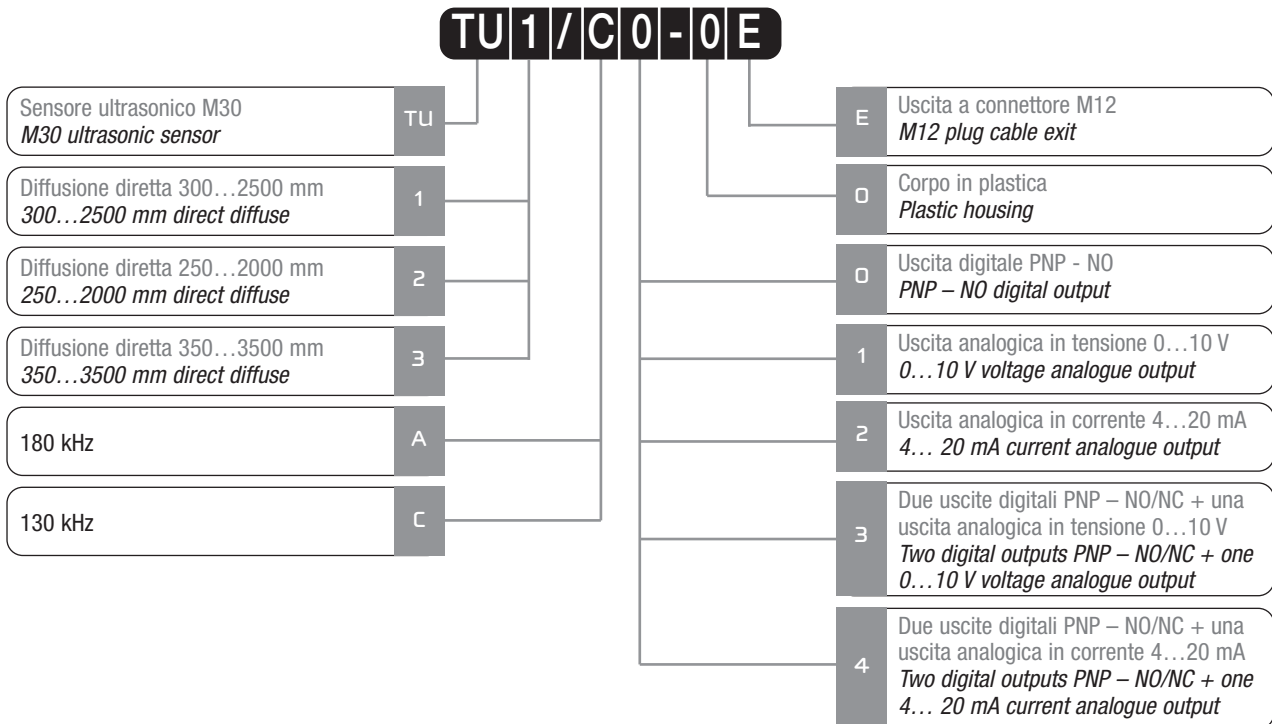 TU1/C0-0E
Sensore ultrasonico M30
M30 ultrasonic sensor
TU
Diffusione diretta 300…2500 mm
300…2500 mm direct diffuse
1
Diffusione diretta 250…2000 mm
250…2000 mm direct diffuse
2
Diffusione diretta 350…3500 mm
350…3500 mm direct diffuse
3
180 kHz
A
130 kHz
C
E
Uscita a connettore M12
M12 plug cable exit
0
Corpo in plastica
Plastic housing
0
Uscita digitale PNP - NO
PNP – NO digital output
1
Uscita analogica in tensione 0…10 V
0…10 V voltage analogue output
2
Uscita analogica in corrente 4…20 mA
4… 20 mA current analogue output
3
Due uscite digitali PNP – NO/NC + una
uscita analogica in tensione 0…10 V
Two digital outputs PNP – NO/NC + one
0…10 V voltage analogue output
4
Due uscite digitali PNP – NO/NC + una
uscita analogica in corrente 4…20 mA
Two digital outputs PNP – NO/NC + one
4… 20 mA current analogue output